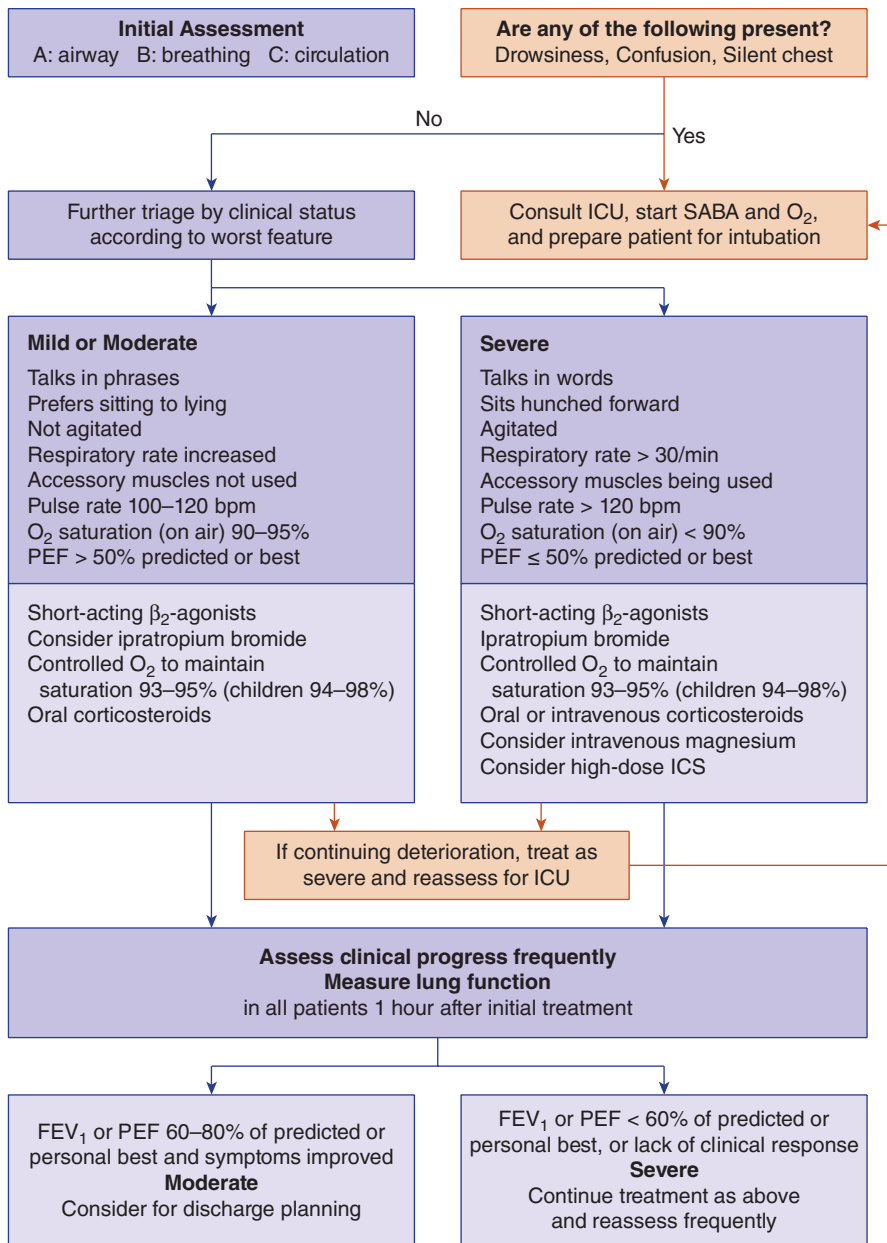 Initial Assessment
A: airway B: breathing C: circulation
Are any of the following present?
Drowsiness, Confusion, Silent chest
No
Yes
Further triage by clinical status
according to worst feature
Consult ICU, start SABA and O₂,
and prepare patient for intubation
Mild or Moderate
Talks in phrases
Prefers sitting to lying
Not agitated
Respiratory rate increased
Accessory muscles not used
Pulse rate 100–120 bpm
O₂ saturation (on air) 90–95%
PEF > 50% predicted or best
Short-acting β₂-agonists
Consider ipratropium bromide
Controlled O₂ to maintain
saturation 93–95% (children 94–98%)
Oral corticosteroids
Severe
Talks in words
Sits hunched forward
Agitated
Respiratory rate > 30/min
Accessory muscles being used
Pulse rate > 120 bpm
O₂ saturation (on air) < 90%
PEF ≤ 50% predicted or best
Short-acting β₂-agonists
Ipratropium bromide
Controlled O₂ to maintain
saturation 93–95% (children 94–98%)
Oral or intravenous corticosteroids
Consider intravenous magnesium
Consider high-dose ICS
If continuing deterioration, treat as
severe and reassess for ICU
Assess clinical progress frequently
Measure lung function
in all patients 1 hour after initial treatment
FEV₁ or PEF 60–80% of predicted or
personal best and symptoms improved
Moderate
Consider for discharge planning
FEV₁ or PEF < 60% of predicted or
personal best, or lack of clinical response
Severe
Continue treatment as above
and reassess frequently